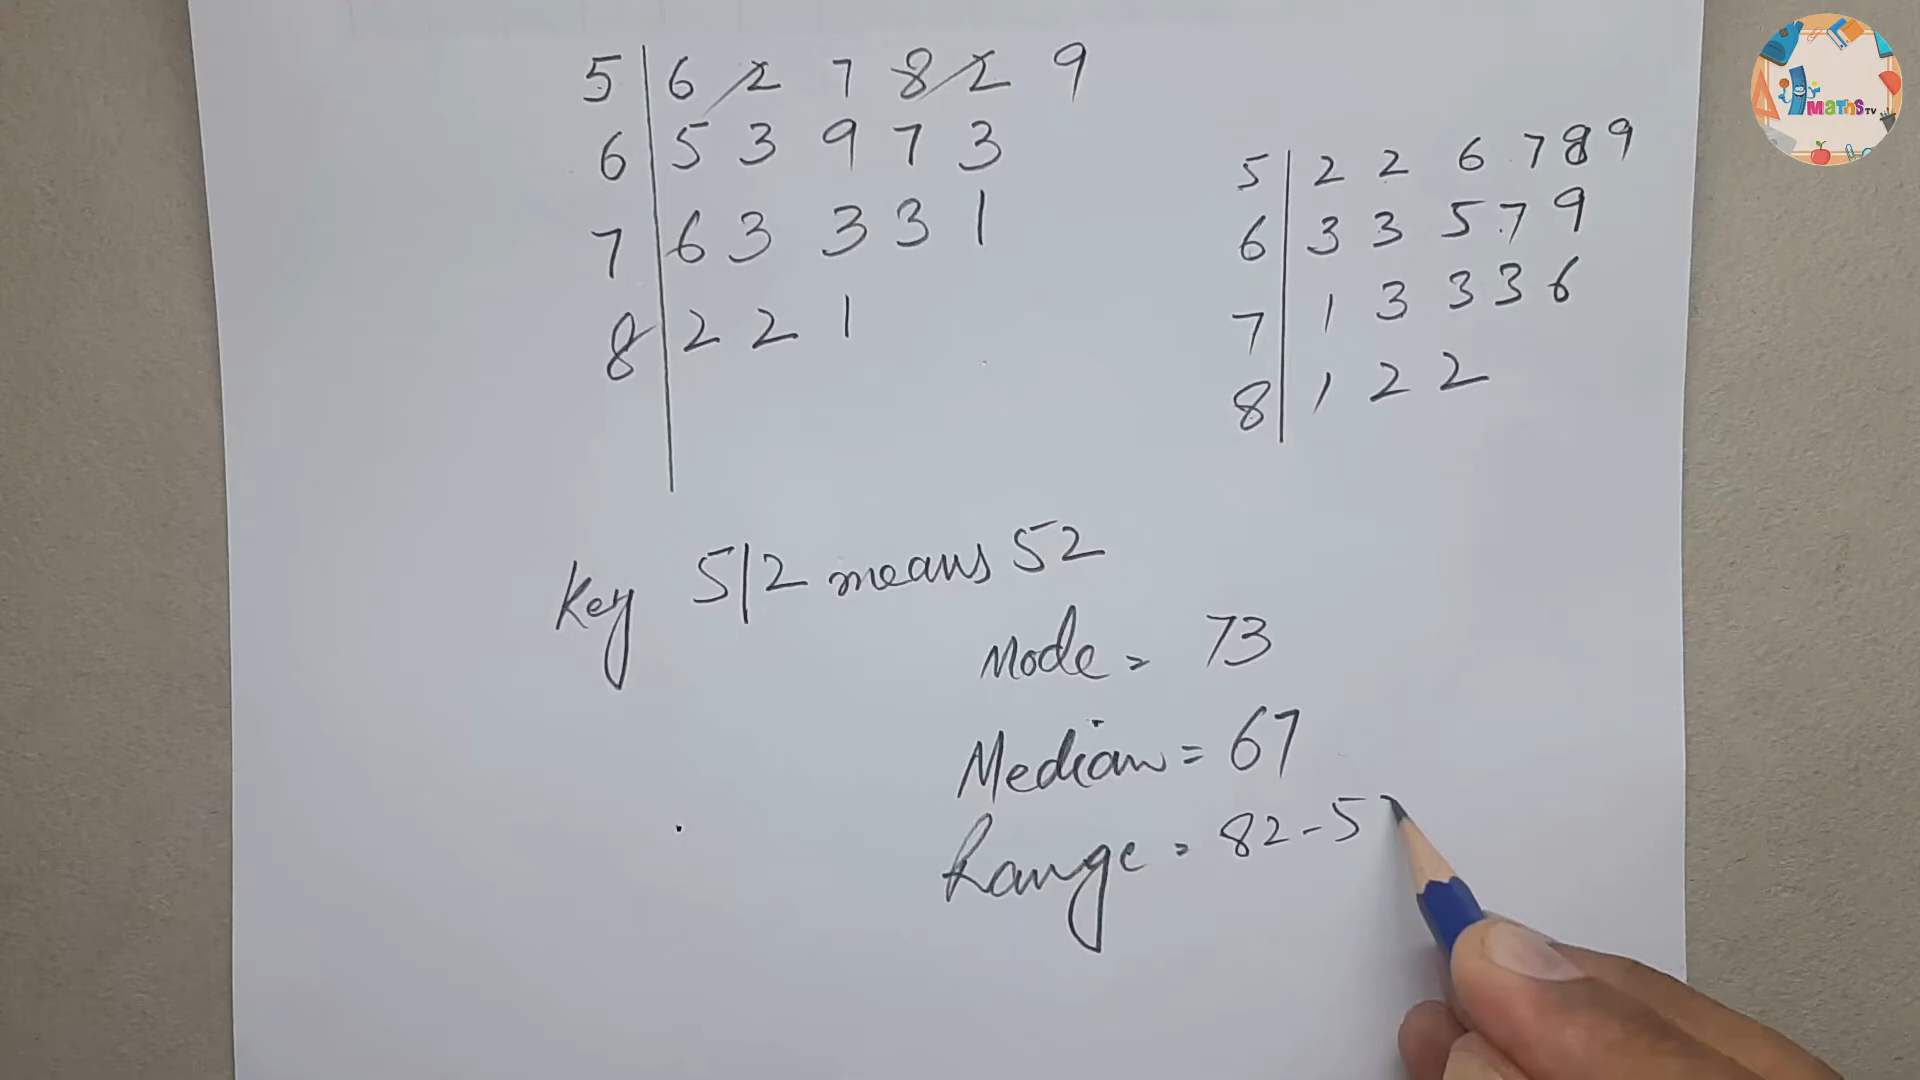 5 | 6 2 7 8 2 9
6 | 5 3 9 7 3
7 | 6 3 3 3 1
8 | 2 2 1
5 | 2 2 6 7 8 9
6 | 3 3 5 7 9
7 | 1 3 3 3 6
8 | 1 2 2
Key 5|2 means 52
Mode = 73
Median = 67
Range = 82-5
MATHS TV